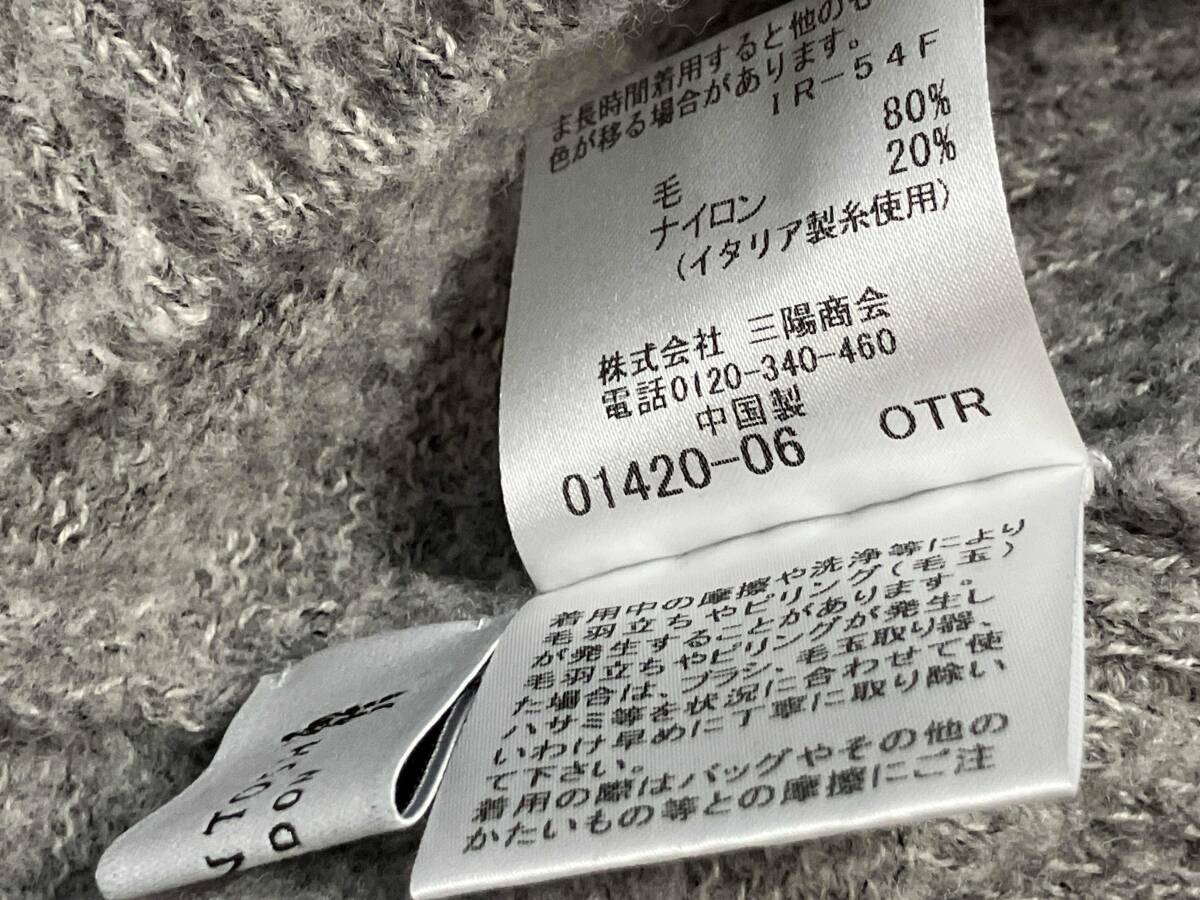 ま長時間着用すると他のも
色が移る場合があります。
IR-54F
毛 80%
ナイロン 20%
(イタリア製糸使用)
株式会社 三陽商会
電話0120-340-460
中国製
01420-06 OTR
着用中の摩擦や洗浄等により
毛羽立ちやピリング(毛玉)
が発生することがあります。
毛羽立ちやピリングが発生し
た場合は、ブラシ、毛玉取り器、
ハサミ等を状況に合わせて使
いわけ早めに丁寧に取り除い
て下さい。
着用の際はバッグやその他の
かたいもの等との摩擦にご注